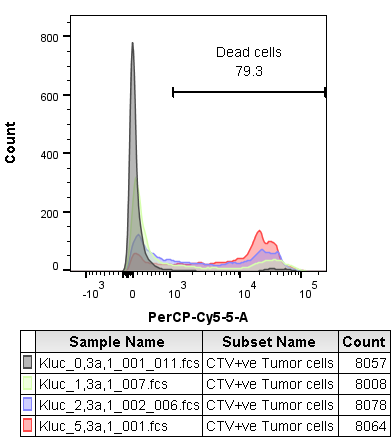 800
600
400
200
0
Count
Dead cells
79.3
-10^3 0 10^3 10^4 10^5
PerCP-Cy5-5-A
Sample Name Subset Name Count
Kluc_0,3a,1_001_011.fcs CTV+ve Tumor cells 8057
Kluc_1,3a,1_007.fcs CTV+ve Tumor cells 8008
Kluc_2,3a,1_002_006.fcs CTV+ve Tumor cells 8078
Kluc_5,3a,1_001.fcs CTV+ve Tumor cells 8064